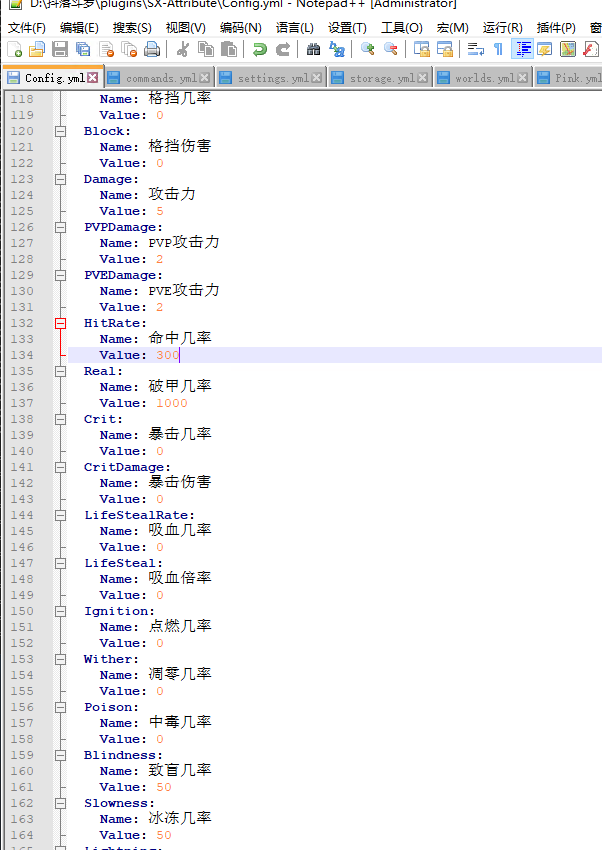 D:\抖落斗罗\plugins\SX-Attribute\Config.yml - Notepad++ [Administrator]
文件(F) 编辑(E) 搜索(S) 视图(V) 编码(N) 语言(L) 设置(T) 工具(O) 宏(M) 运行(R) 插件(P) 窗
Config.yml commands.yml settings.yml storage.yml worlds.yml Pink.yml
118 Name: 格挡几率
119 Value: 0
120 Block:
121 Name: 格挡伤害
122 Value: 0
123 Damage:
124 Name: 攻击力
125 Value: 5
126 PVPDamage:
127 Name: PVP攻击力
128 Value: 2
129 PVEDamage:
130 Name: PVE攻击力
131 Value: 2
132 HitRate:
133 Name: 命中几率
134 Value: 300
135 Real:
136 Name: 破甲几率
137 Value: 1000
138 Crit:
139 Name: 暴击几率
140 Value: 0
141 CritDamage:
142 Name: 暴击伤害
143 Value: 0
144 LifeStealRate:
145 Name: 吸血几率
146 Value: 0
147 LifeSteal:
148 Name: 吸血倍率
149 Value: 0
150 Ignition:
151 Name: 点燃几率
152 Value: 0
153 Wither:
154 Name: 凋零几率
155 Value: 0
156 Poison:
157 Name: 中毒几率
158 Value: 0
159 Blindness:
160 Name: 致盲几率
161 Value: 50
162 Slowness:
163 Name: 冰冻几率
164 Value: 50
165 Lightning: